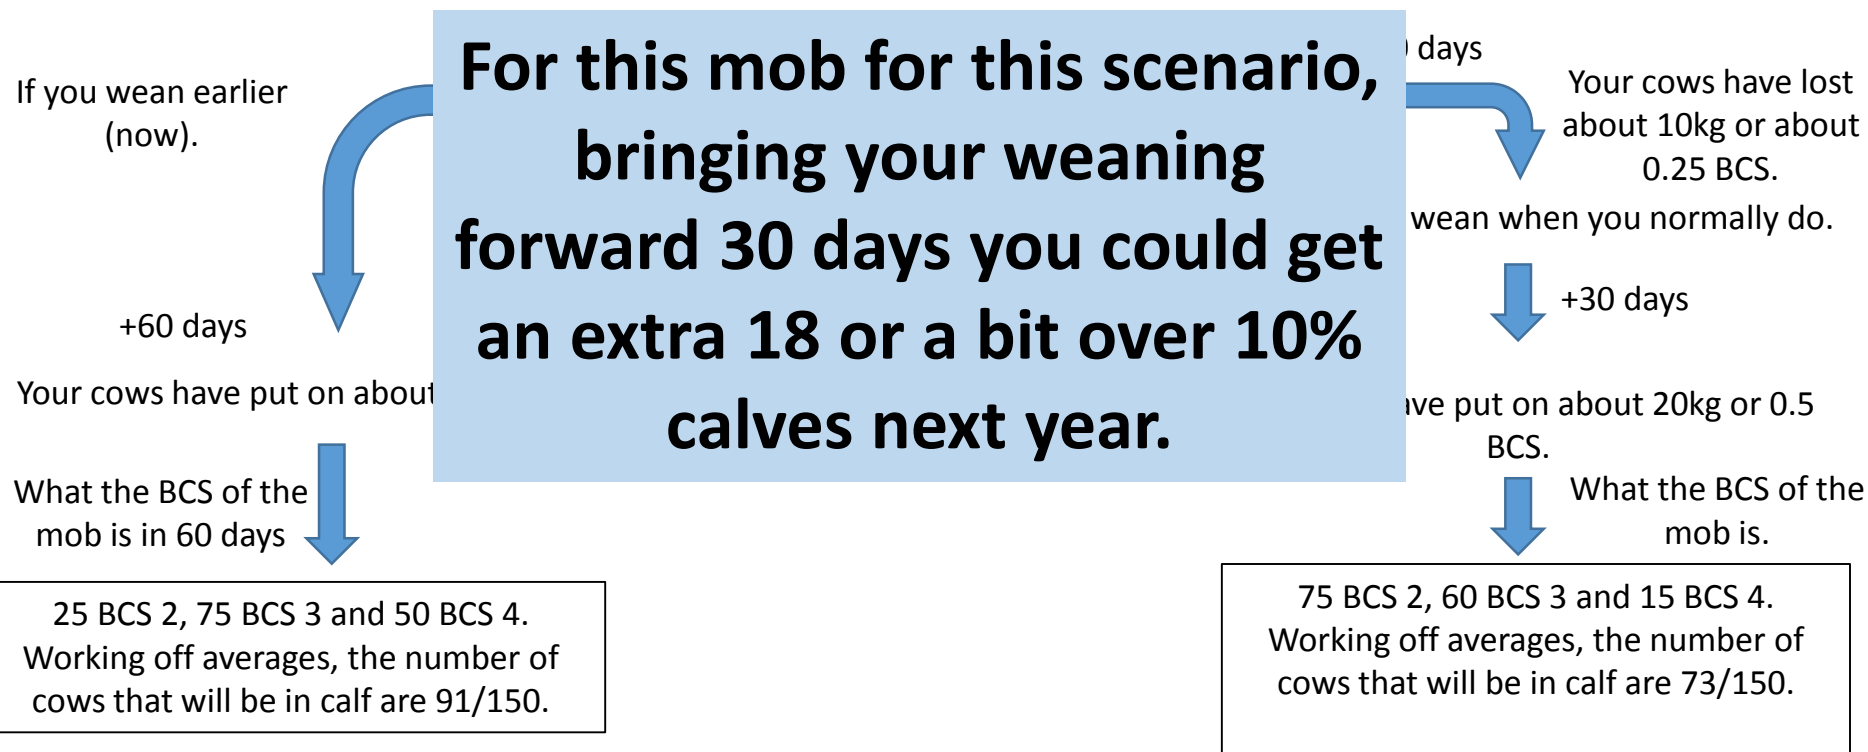 If you wean earlier
(now).
For this mob for this scenario,
bringing your weaning
forward 30 days you could get
an extra 18 or a bit over 10%
calves next year.
days
Your cows have lost
about 10kg or about
0.25 BCS.
wean when you normally do.
+30 days
+60 days
Your cows have put on about
put on about 20kg or 0.5
BCS.
What the BCS of the
mob is in 60 days
What the BCS of the
mob is.
25 BCS 2, 75 BCS 3 and 50 BCS 4.
Working off averages, the number of
cows that will be in calf are 91/150.
75 BCS 2, 60 BCS 3 and 15 BCS 4.
Working off averages, the number of
cows that will be in calf are 73/150.